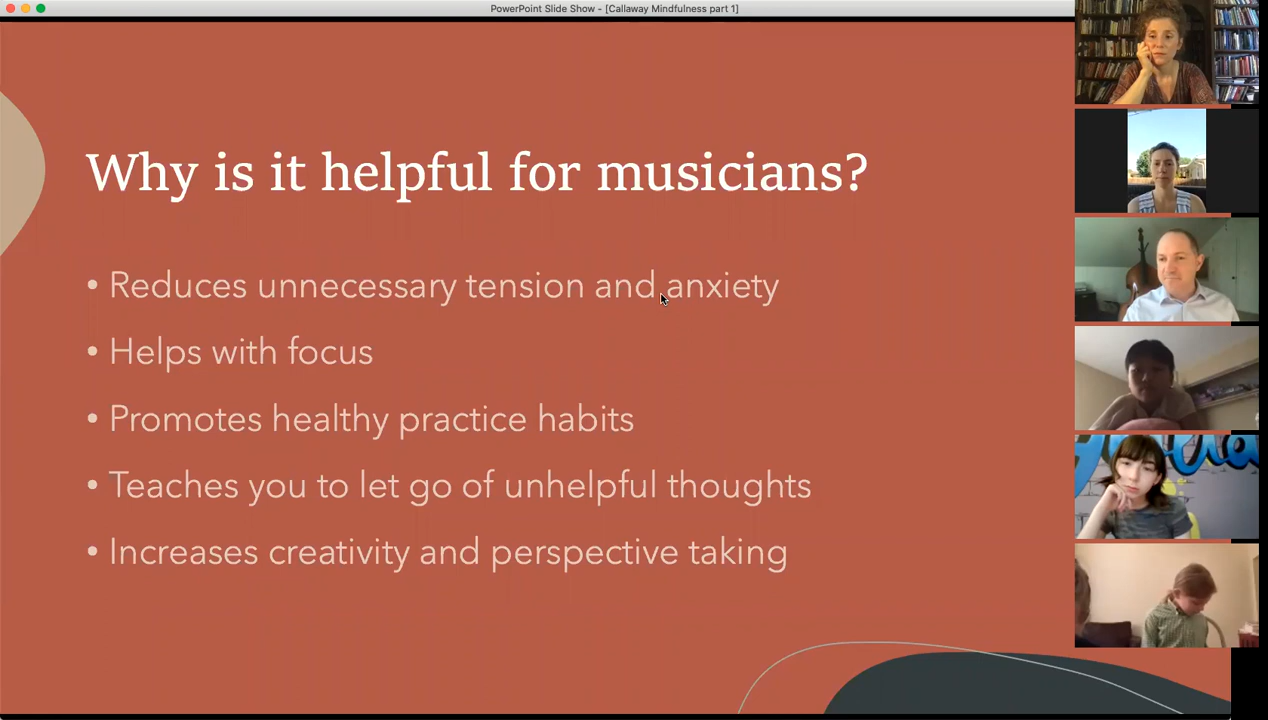 PowerPoint Slide Show - [Callaway Mindfulness part 1]
Why is it helpful for musicians?
• Reduces unnecessary tension and anxiety
• Helps with focus
• Promotes healthy practice habits
• Teaches you to let go of unhelpful thoughts
• Increases creativity and perspective taking